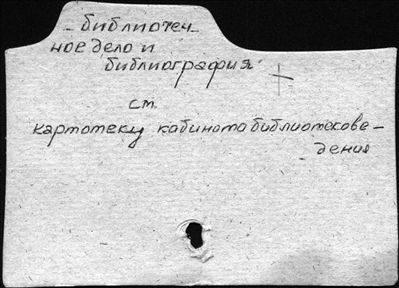 - библиотеч-
ное дело и
библиография
см.
картотеку кабинета библиотекове-
дения